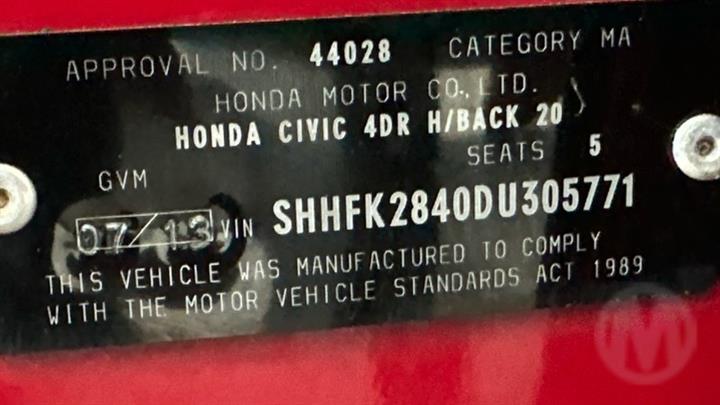 APPROVAL NO. 44028 CATEGORY MA
HONDA MOTOR CO., LTD.
HONDA CIVIC 4DR H/BACK 20
SEATS 5
GVM
07/13 VIN SHHFK2840DU305771
THIS VEHICLE WAS MANUFACTURED TO COMPLY
WITH THE MOTOR VEHICLE STANDARDS ACT 1989
M